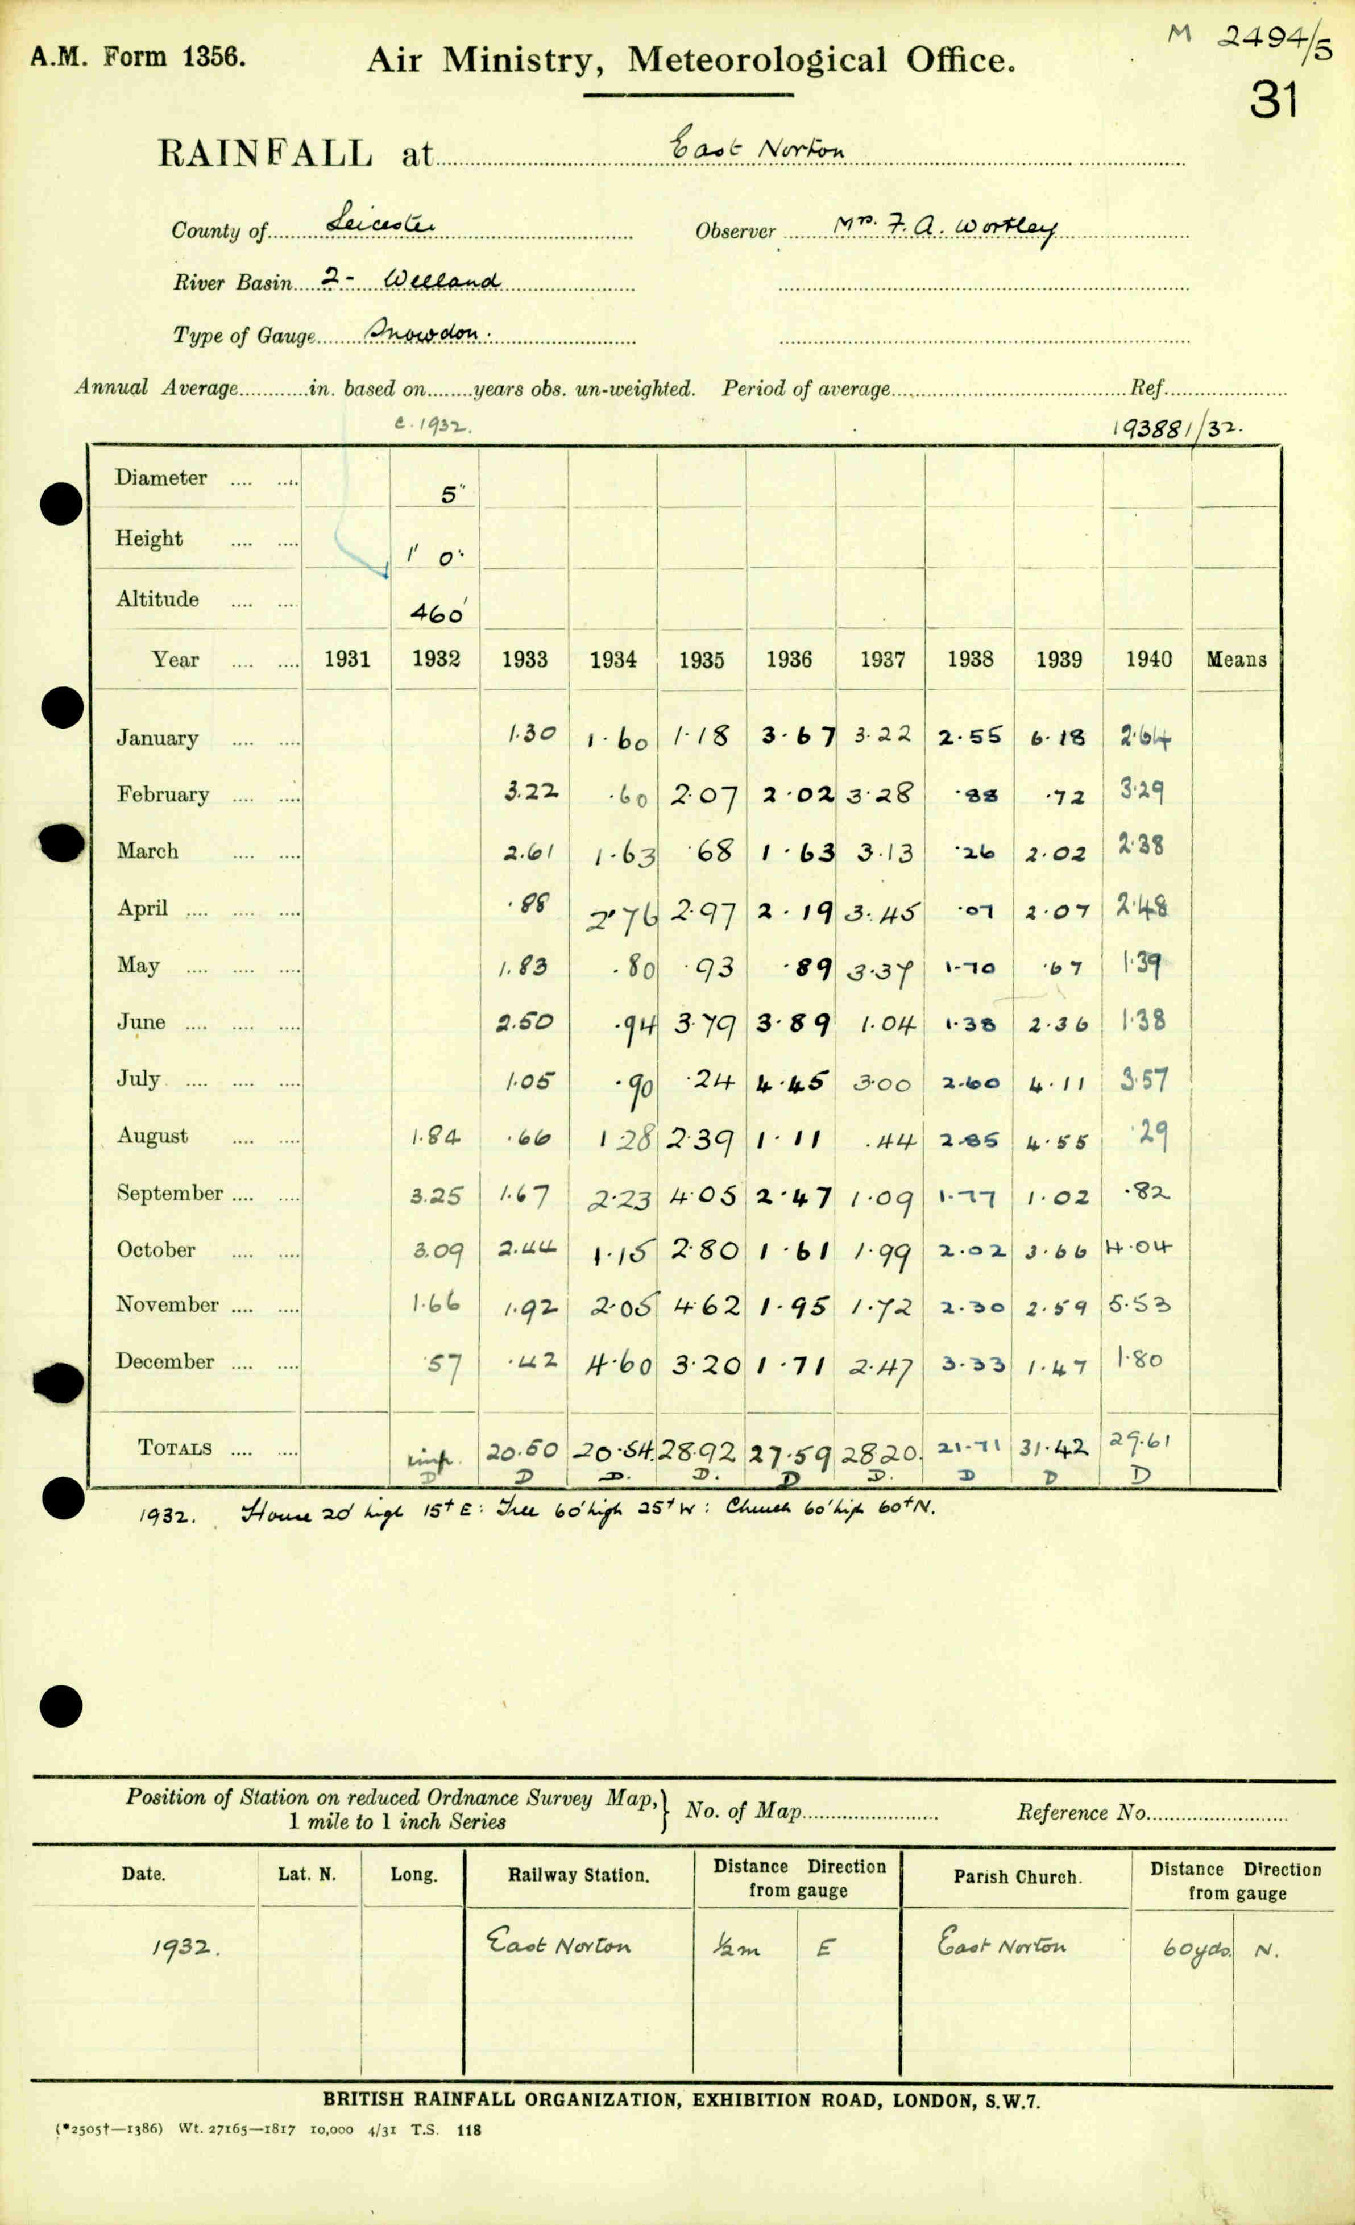 M 2494/5
A.M. Form 1356. Air Ministry, Meteorological Office.
31
RAINFALL at East Norton
County of Leicester Observer Mrs. F. A. Wortley
River Basin 2 - Welland
Type of Gauge Snowdon.
Annual Average in. based on years obs. un-weighted. Period of average Ref.
c. 1932. 193881/32.
Diameter 5"
Height 1' 0"
Altitude 460'
Year 1931 1932 1933 1934 1935 1936 1937 1938 1939 1940 Means
January 1.30 1.60 1.18 3.67 3.22 2.55 6.18 2.64
February 3.22 .60 2.07 2.02 3.28 .88 .72 3.29
March 2.61 1.63 .68 1.63 3.13 .26 2.02 2.38
April .88 2.76 2.97 2.19 3.45 .07 2.07 2.48
May 1.83 .80 .93 .89 3.37 1.70 .67 1.39
June 2.50 .94 3.79 3.89 1.04 1.38 2.36 1.38
July 1.05 .90 .24 4.45 3.00 2.60 4.11 3.57
August 1.84 .66 1.28 2.39 1.11 .44 2.85 4.55 .29
September 3.25 1.67 2.23 4.05 2.47 1.09 1.77 1.02 .82
October 3.09 2.44 1.15 2.80 1.61 1.99 2.02 3.66 4.04
November 1.66 1.92 2.05 4.62 1.95 1.72 2.30 2.59 5.53
December .57 .42 4.60 3.20 1.71 2.47 3.33 1.47 1.80
TOTALS imp. 20.50 20.54 28.92 27.59 28.20 21.71 31.42 29.61
D D D. D. D D. D D D
1932. House 20' high 15ft E: Tree 60' high 25ft W: Church 60' high 60ft N.
Position of Station on reduced Ordnance Survey Map,} No. of Map Reference No.
1 mile to 1 inch Series
Date. Lat. N. Long. Railway Station. Distance Direction from gauge Parish Church. Distance Direction from gauge
1932. East Norton ½m E East Norton 60yds. N.
BRITISH RAINFALL ORGANIZATION, EXHIBITION ROAD, LONDON, S.W.7.
(*2505†—1386) Wt. 27165—1817 10,000 4/31 T.S. 118